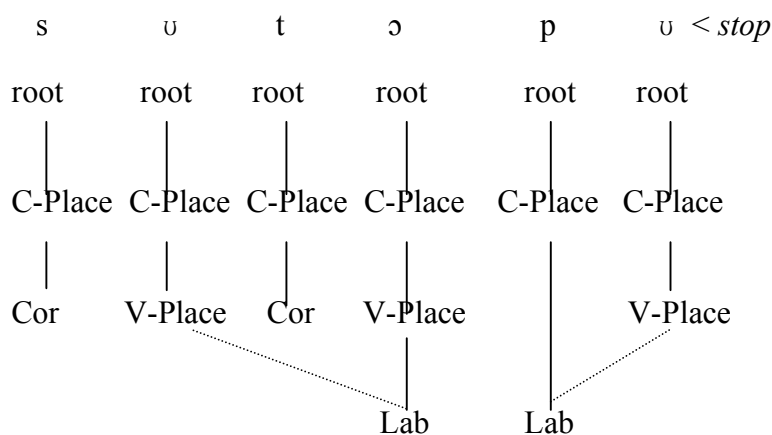 s ʊ t ɔ p ʊ < stop
root root root root root root
C-Place C-Place C-Place C-Place C-Place C-Place
Cor V-Place Cor V-Place V-Place
Lab Lab